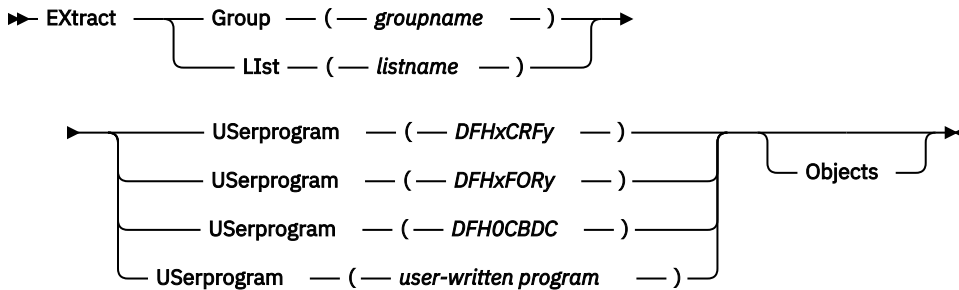 EXtract Group ( groupname )
LIst ( listname )
USerprogram ( DFHxCRFy )
USerprogram ( DFHxFORy ) Objects
USerprogram ( DFH0CBDC )
USerprogram ( user-written program )